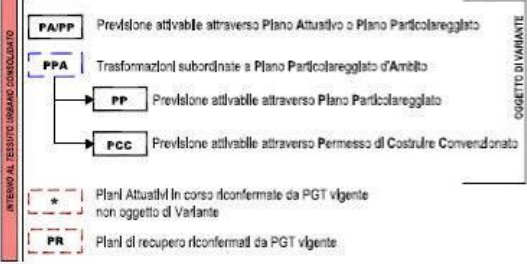 INTERNO AL TESSUTO URBANO CONSOLIDATO
PA/PP Previsione attivabile attraverso Piano Attuativo o Piano Particolareggiato
PPA Trasformazioni subordinate a Piano Particolareggiato d'Ambito
PP Previsione attivabile attraverso Piano Particolareggiato
PCC Previsione attivabile attraverso Permesso di Costruire Convenzionato
OGGETTO DI VARIANTE
* Piani Attuativi in corso riconfermate da PGT vigente
non oggetto di Variante
PR Piani di recupero riconfermati da PGT vigente